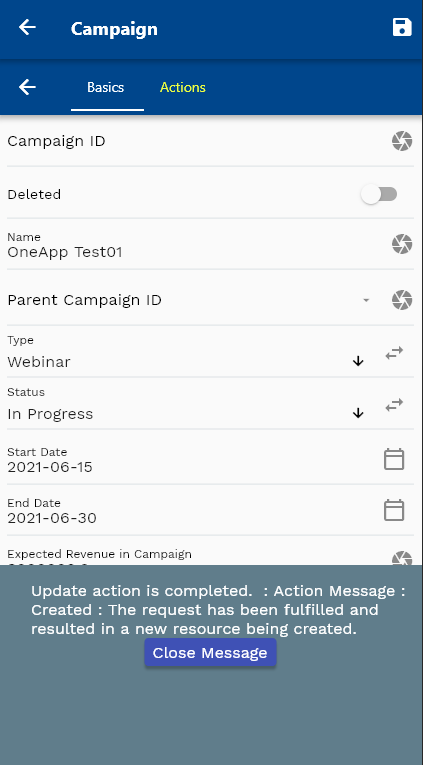 Campaign
Basics Actions
Campaign ID
Deleted
Name
OneApp Test01
Parent Campaign ID
Type
Webinar
Status
In Progress
Start Date
2021-06-15
End Date
2021-06-30
Expected Revenue in Campaign
Update action is completed. : Action Message :
Created : The request has been fulfilled and
resulted in a new resource being created.
Close Message